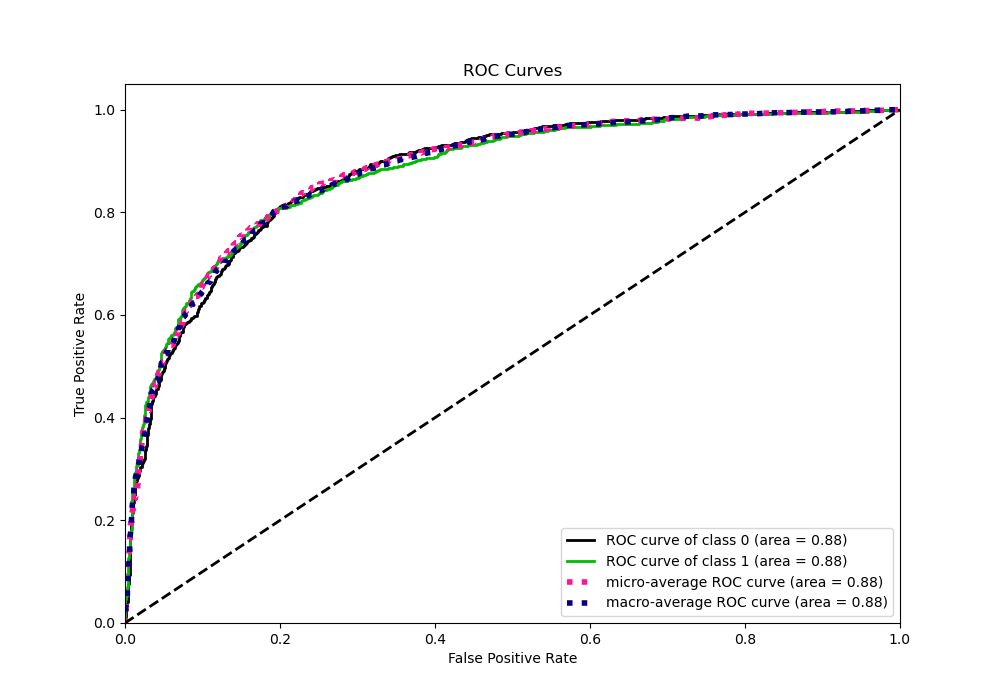 ROC Curves
True Positive Rate
1.0
0.8
0.6
0.4
0.2
0.0
ROC curve of class 0 (area = 0.88)
ROC curve of class 1 (area = 0.88)
micro-average ROC curve (area = 0.88)
macro-average ROC curve (area = 0.88)
0.0 0.2 0.4 0.6 0.8 1.0
False Positive Rate